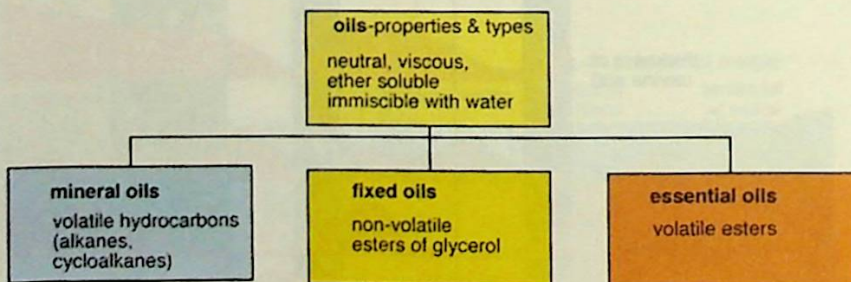 oils-properties & types
neutral, viscous,
ether soluble
immiscible with water
mineral oils
volatile hydrocarbons
(alkanes,
cycloalkanes)
fixed oils
non-volatile
esters of glycerol
essential oils
volatile esters